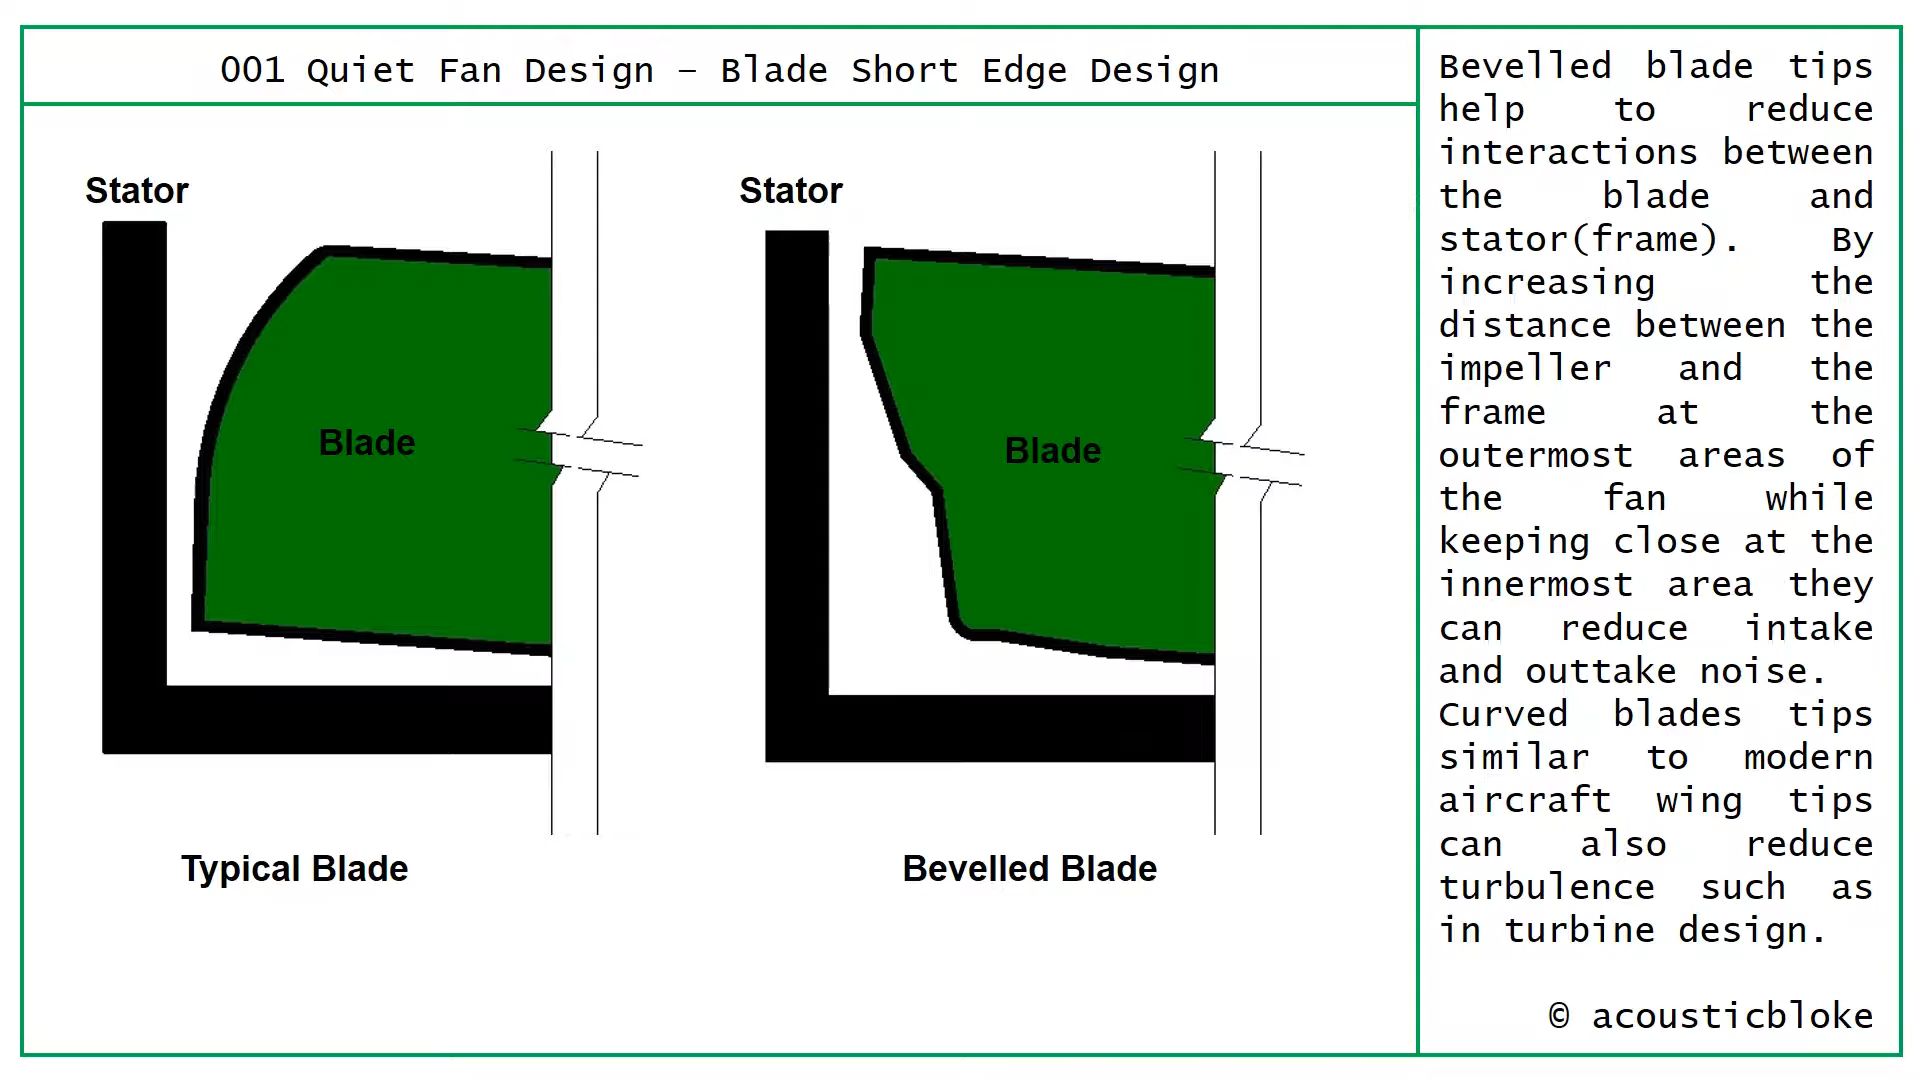 001 Quiet Fan Design – Blade Short Edge Design
Stator
Blade
Typical Blade
Stator
Blade
Bevelled Blade
Bevelled blade tips
help to reduce
interactions between
the blade and
stator(frame). By
increasing the
distance between the
impeller and the
frame at the
outermost areas of
the fan while
keeping close at the
innermost area they
can reduce intake
and outtake noise.
Curved blades tips
similar to modern
aircraft wing tips
can also reduce
turbulence such as
in turbine design.
© acousticbloke